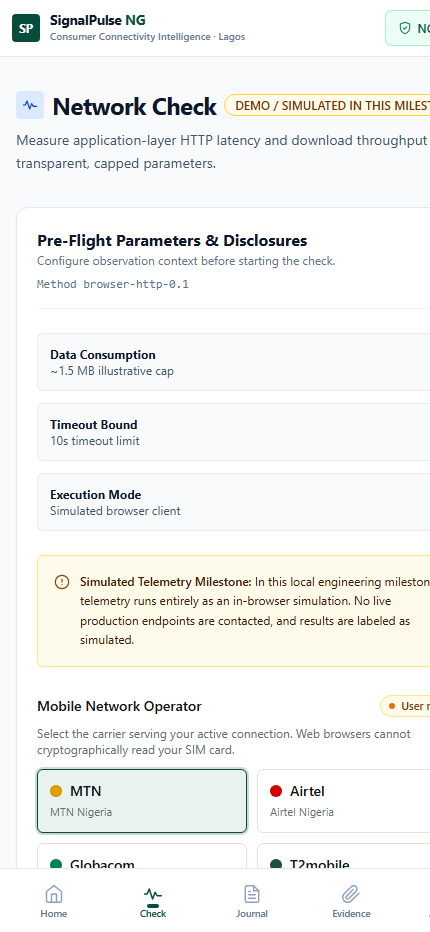 SP
SignalPulse NG
Consumer Connectivity Intelligence · Lagos
Network Check
DEMO / SIMULATED IN THIS
Measure application-layer HTTP latency and download throughput
transparent, capped parameters.
Pre-Flight Parameters & Disclosures
Configure observation context before starting the check.
Method browser-http-0.1
Data Consumption
~1.5 MB illustrative cap
Timeout Bound
10s timeout limit
Execution Mode
Simulated browser client
Simulated Telemetry Milestone: In this local engineering
telemetry runs entirely as an in-browser simulation. No live
production endpoints are contacted, and results are labeled as
simulated.
Mobile Network Operator
User
Select the carrier serving your active connection. Web browsers cannot
cryptographically read your SIM card.
MTN
MTN Nigeria
Airtel
Airtel Nigeria
Globacom
T2mobile
Home
Check
Journal
Evidence